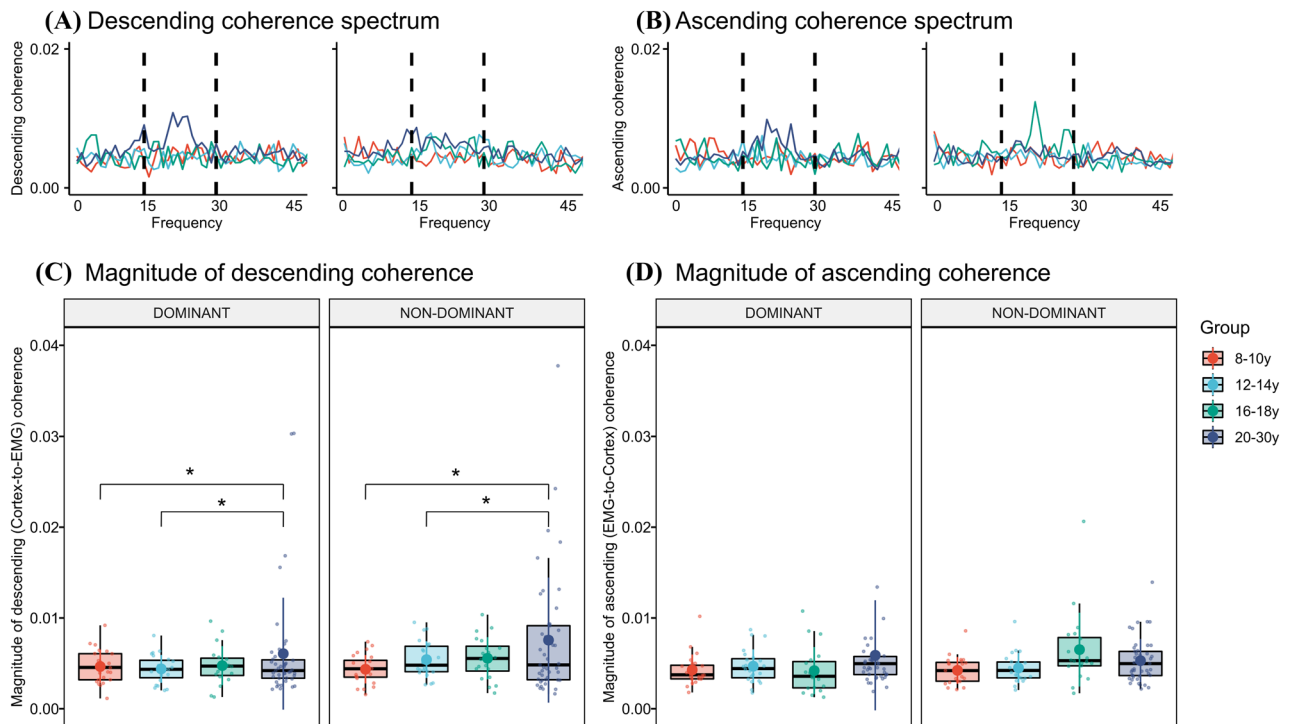 (A) Descending coherence spectrum
Descending coherence
0.02
0.00
0 15 30 45
Frequency
0 15 30 45
Frequency
(B) Ascending coherence spectrum
Ascending coherence
0.02
0.00
0 15 30 45
Frequency
0 15 30 45
Frequency
(C) Magnitude of descending coherence
Magnitude of descending (Cortex-to-EMG) coherence
DOMINANT
NON-DOMINANT
0.04
0.03
0.02
0.01
0.00
*
*
*
*
(D) Magnitude of ascending coherence
Magnitude of ascending (EMG-to-Cortex) coherence
DOMINANT
NON-DOMINANT
0.04
0.03
0.02
0.01
0.00
Group
8-10y
12-14y
16-18y
20-30y